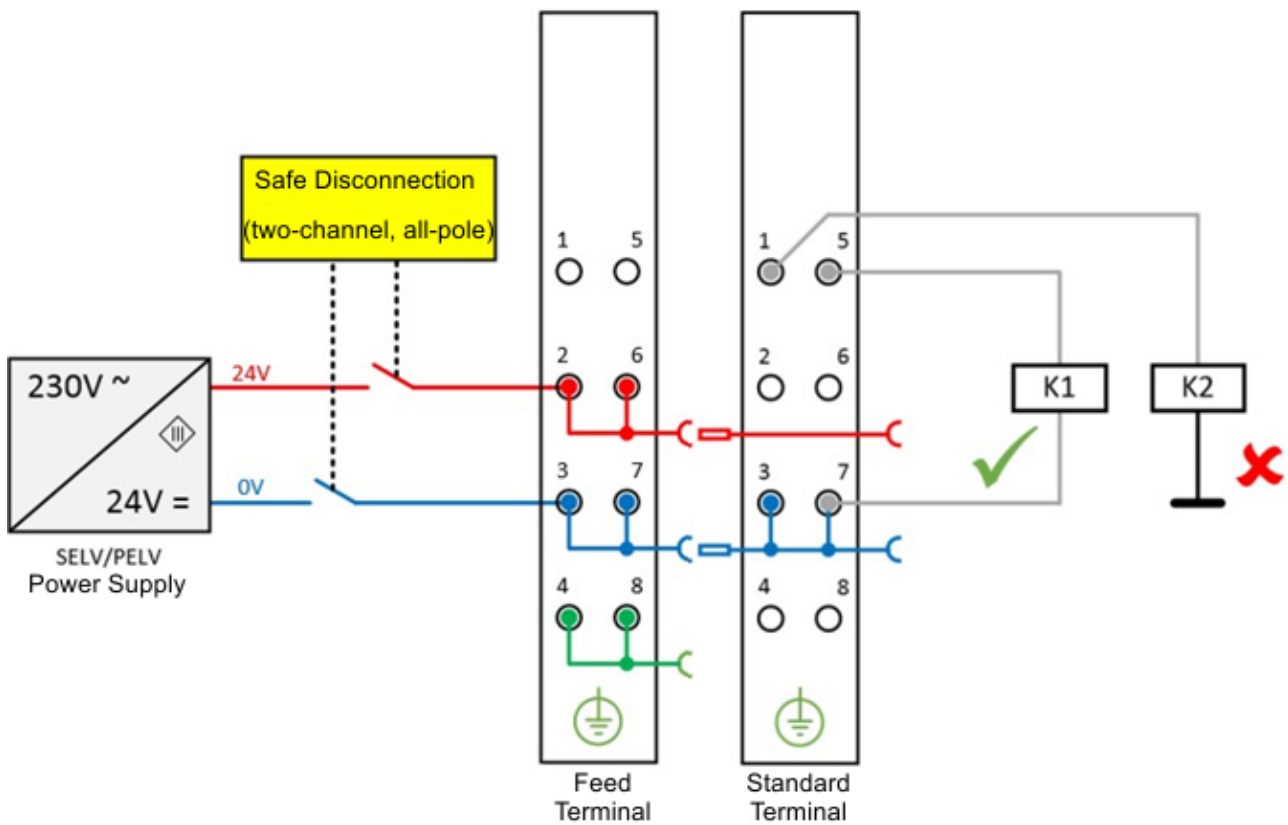 Safe Disconnection
(two-channel, all-pole)
230V ~
III
24V =
SELV/PELV
Power Supply
24V
0V
1 5
2 6
3 7
4 8
Feed
Terminal
1 5
2 6
3 7
4 8
Standard
Terminal
K1
K2